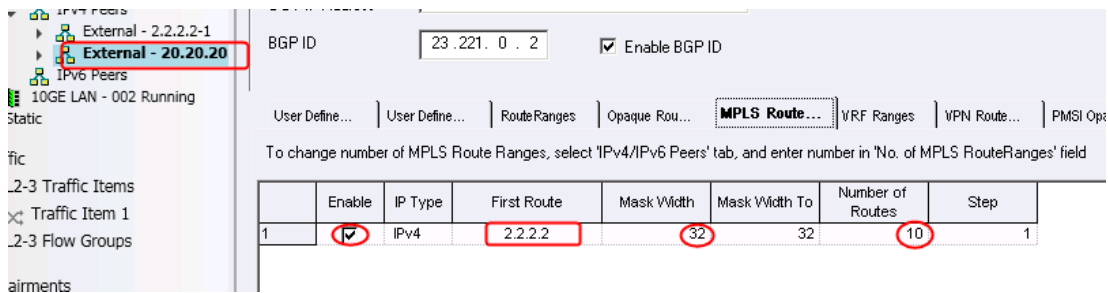 IPv4 Peers
External - 2.2.2.2-1
External - 20.20.20
IPv6 Peers
10GE LAN - 002 Running
Static
fic
L2-3 Traffic Items
Traffic Item 1
L2-3 Flow Groups
airments
BGP ID
23 .221. 0 . 2
Enable BGP ID
User Define... User Define... RouteRanges Opaque Rou... MPLS Route... VRF Ranges VPN Route... PMSI Opa
To change number of MPLS Route Ranges, select 'IPv4/IPv6 Peers' tab, and enter number in 'No. of MPLS RouteRanges' field
Enable IP Type First Route Mask Width Mask Width To Number of Routes Step
1 IPv4 2.2.2.2 32 32 10 1